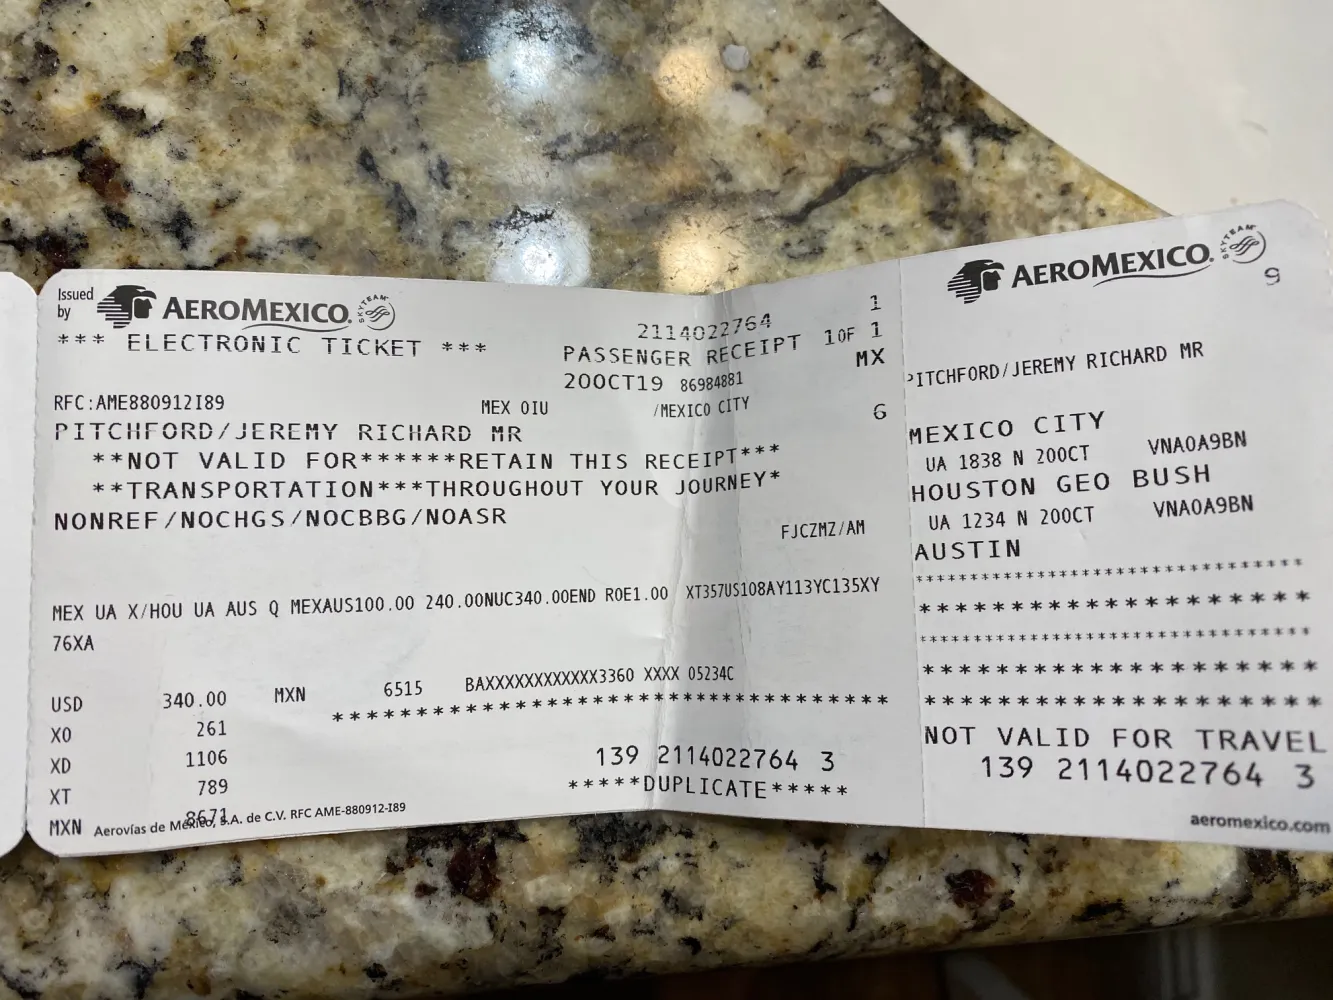 Issued by AEROMEXICO. SKYTEAM
*** ELECTRONIC TICKET ***
2114022764 1
PASSENGER RECEIPT 1OF 1
20OCT19 86984881 MX
RFC:AME880912I89 MEX OIU /MEXICO CITY 6
PITCHFORD/JEREMY RICHARD MR
**NOT VALID FOR******RETAIN THIS RECEIPT***
**TRANSPORTATION***THROUGHOUT YOUR JOURNEY*
NONREF/NOCHGS/NOCBBG/NOASR
FJCZMZ/AM
MEX UA X/HOU UA AUS Q MEXAUS100.00 240.00NUC340.00END ROE1.00 XT357US108AY113YC135XY
76XA
USD 340.00 MXN 6515 BAXXXXXXXXXXXX3360 XXXX 05234C
XO 261 *********************************
XD 1106 139 2114022764 3
XT 789 *****DUPLICATE*****
MXN 8671
Aerovías de México, S.A. de C.V. RFC AME-880912-I89
AEROMEXICO. SKYTEAM
9
PITCHFORD/JEREMY RICHARD MR
MEXICO CITY
UA 1838 N 20OCT VNA0A9BN
HOUSTON GEO BUSH
UA 1234 N 20OCT VNA0A9BN
AUSTIN
*****************************
********************
*****************************
********************
********************
NOT VALID FOR TRAVEL
139 2114022764 3
aeromexico.com